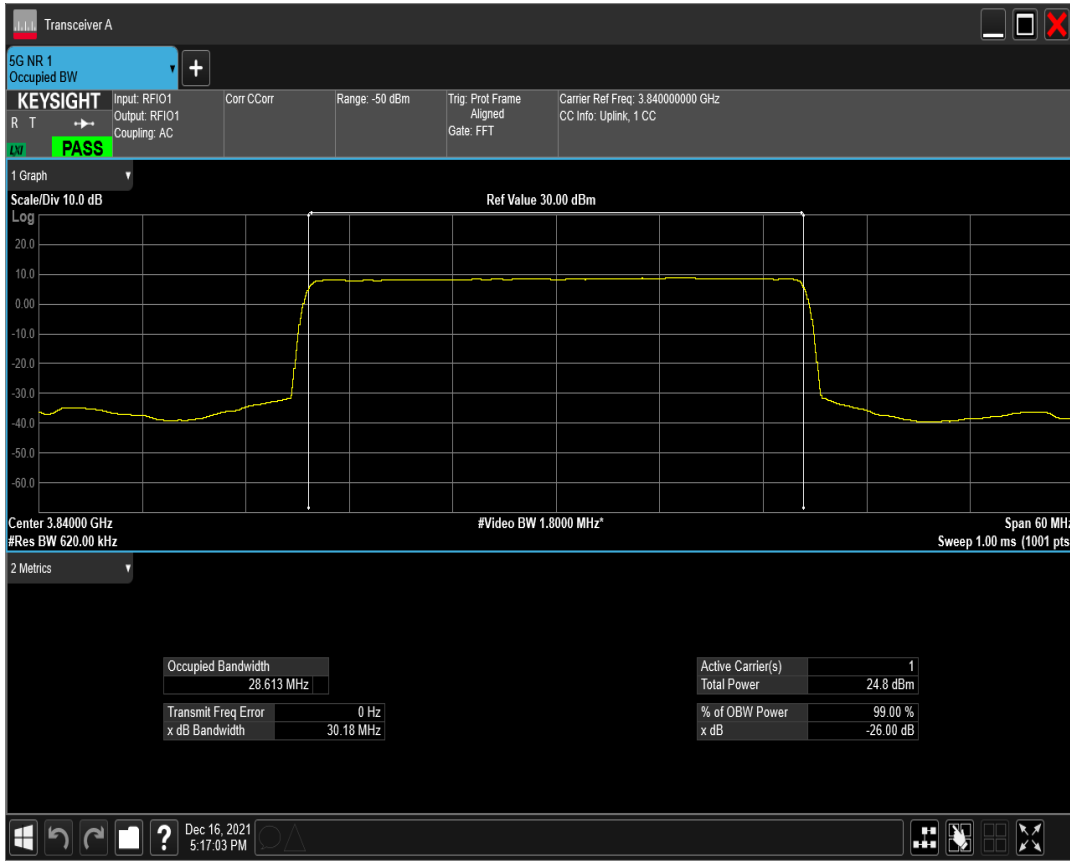 Transceiver A
5G NR 1
Occupied BW
+
KEYSIGHT
R T
LXI
PASS
Input: RFIO1
Output: RFIO1
Coupling: AC
Corr CCorr
Range: -50 dBm
Trig: Prot Frame
Aligned
Gate: FFT
Carrier Ref Freq: 3.840000000 GHz
CC Info: Uplink, 1 CC
1 Graph
Scale/Div 10.0 dB
Ref Value 30.00 dBm
Log
20.0
10.0
0.00
-10.0
-20.0
-30.0
-40.0
-50.0
-60.0
Center 3.84000 GHz
#Video BW 1.8000 MHz*
Span 60 MHz
#Res BW 620.00 kHz
Sweep 1.00 ms (1001 pts
2 Metrics
Occupied Bandwidth
28.613 MHz
Transmit Freq Error 0 Hz
x dB Bandwidth 30.18 MHz
Active Carrier(s) 1
Total Power 24.8 dBm
% of OBW Power 99.00 %
x dB -26.00 dB
?
Dec 16, 2021
5:17:03 PM